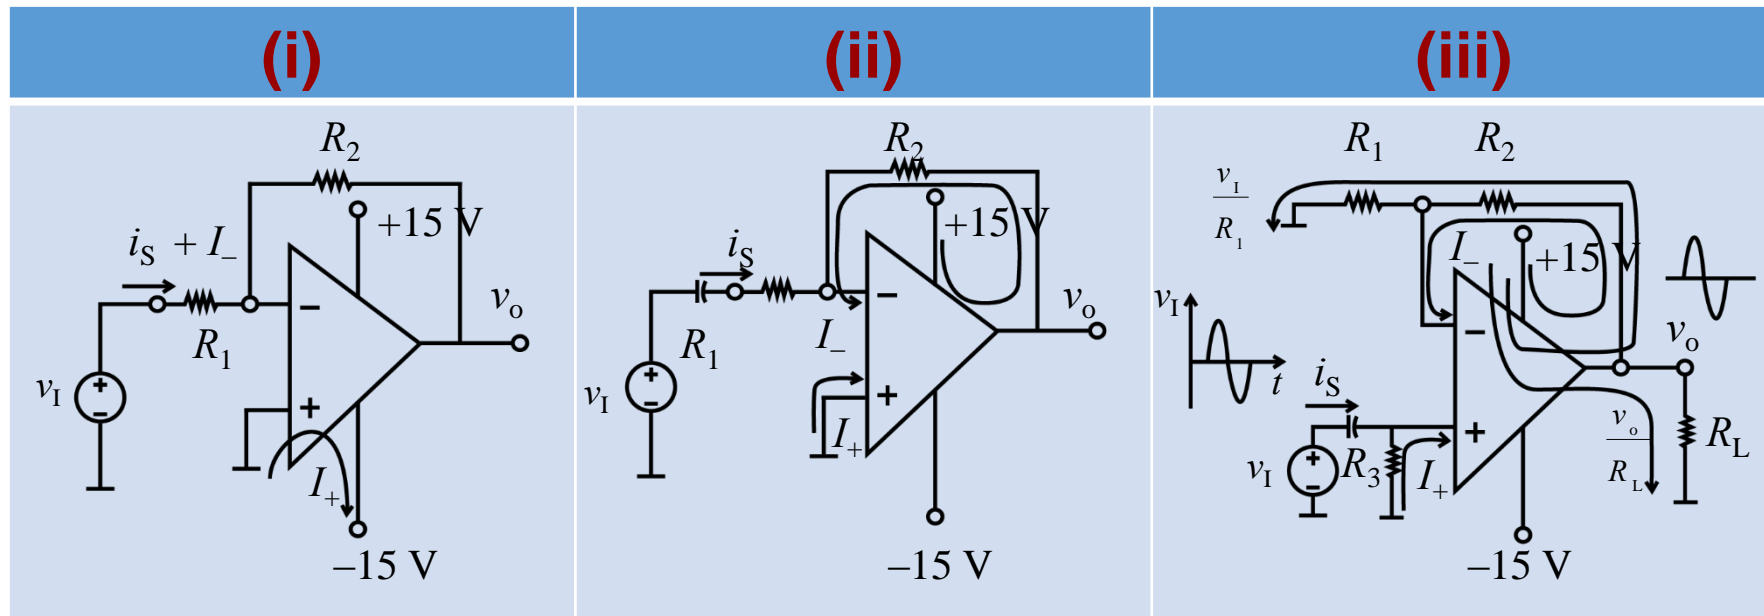 (i) (ii) (iii)
R2
+15 V
iS + I−
R1
vo
vI
+
−
−
+
I+
−15 V
R2
+15 V
iS
R1
I−
vo
vI
+
−
−
+
I+
−15 V
R1 R2
vI
R1
I−
+15 V
vI
t
vo
iS
−
+
vI
+
−
R3
I+
vo
RL
RL
−15 V